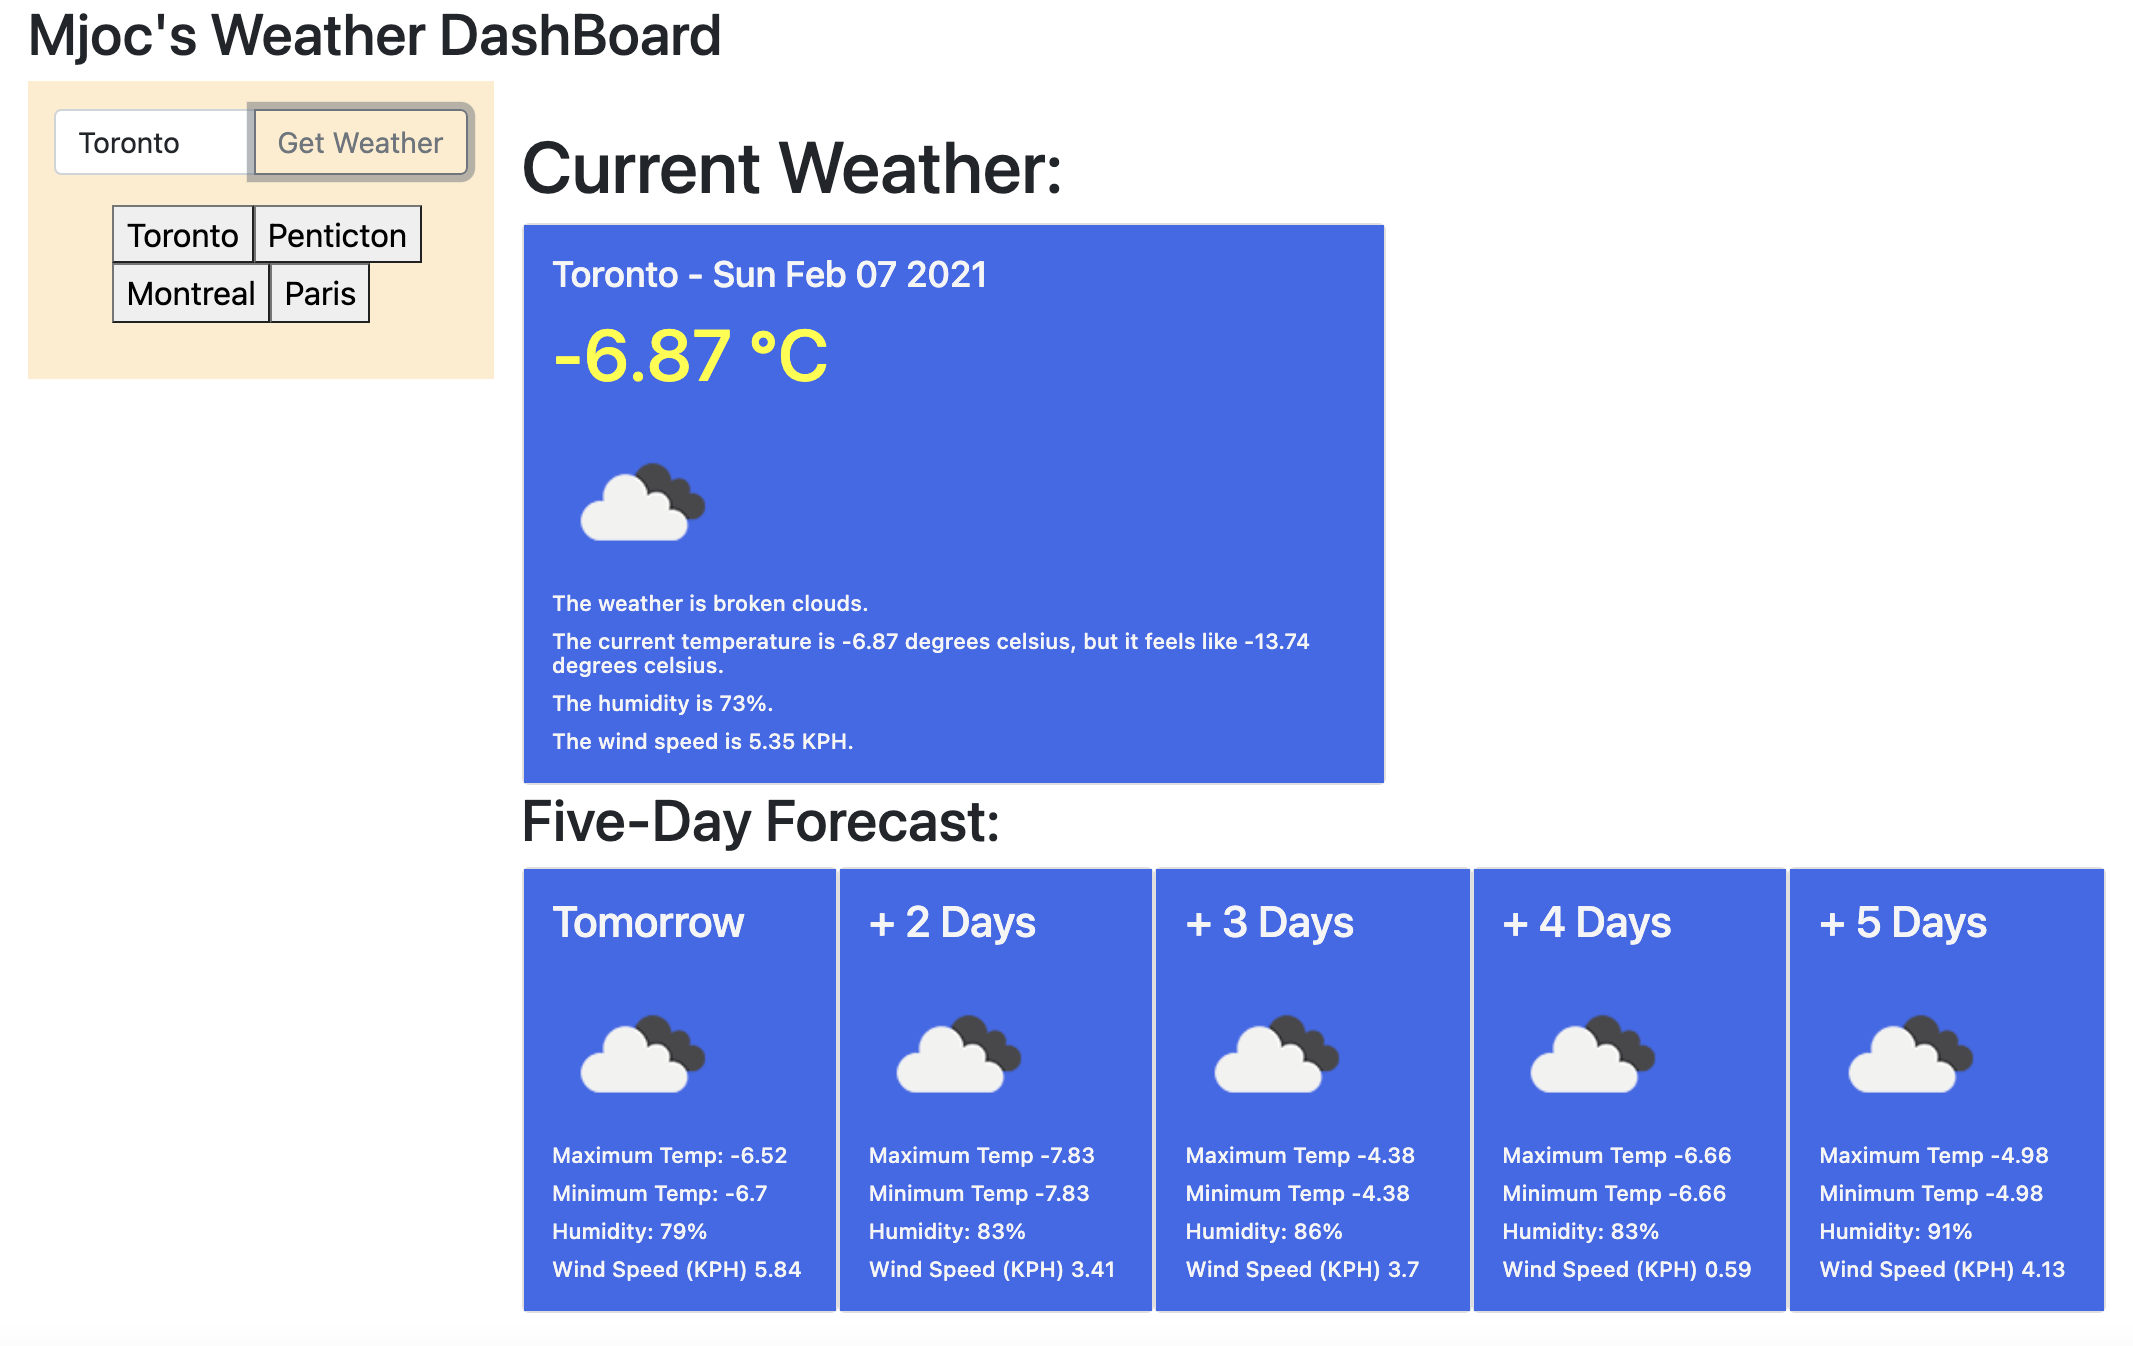 Mjoc's Weather DashBoard
Toronto
Get Weather
Toronto
Penticton
Montreal
Paris
Current Weather:
Toronto - Sun Feb 07 2021
-6.87 °C
The weather is broken clouds.
The current temperature is -6.87 degrees celsius, but it feels like -13.74
degrees celsius.
The humidity is 73%.
The wind speed is 5.35 KPH.
Five-Day Forecast:
Tomorrow
Maximum Temp: -6.52
Minimum Temp: -6.7
Humidity: 79%
Wind Speed (KPH) 5.84
+ 2 Days
Maximum Temp -7.83
Minimum Temp -7.83
Humidity: 83%
Wind Speed (KPH) 3.41
+ 3 Days
Maximum Temp -4.38
Minimum Temp -4.38
Humidity: 86%
Wind Speed (KPH) 3.7
+ 4 Days
Maximum Temp -6.66
Minimum Temp -6.66
Humidity: 83%
Wind Speed (KPH) 0.59
+ 5 Days
Maximum Temp -4.98
Minimum Temp -4.98
Humidity: 91%
Wind Speed (KPH) 4.13